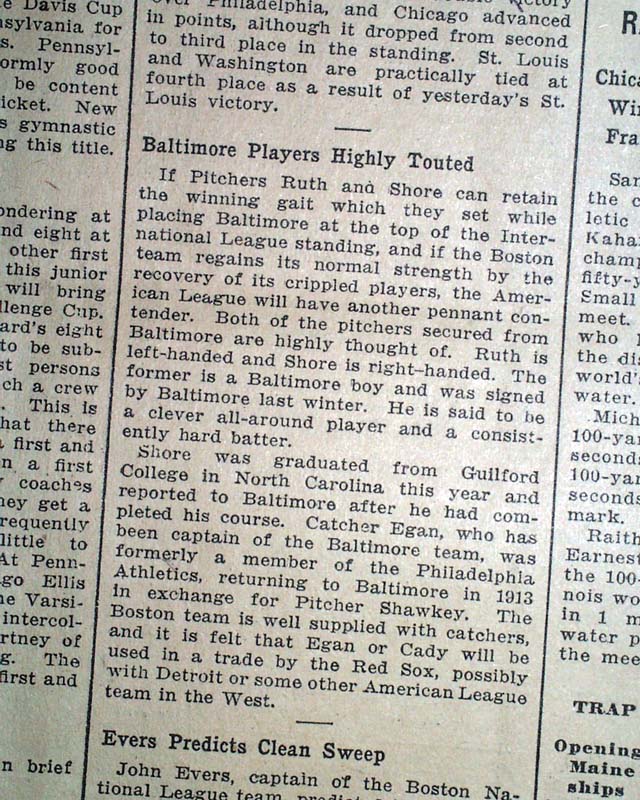 e Davis Cup
nsylvania for
s. Pennsyl-
ormly good
be content
icket. New
s gymnastic
ng this title.
ondering at
nd eight at
other first
this junior
will bring
llenge Cup.
ard's eight
to be sub-
st persons
ch a crew
. This is
hat there
first and
n a first
coaches
hey get a
requently
little to
At Penn-
go Ellis
he Varsi-
intercol-
rtney of
g. The
first and
n brief
over Philadelphia, and Chicago advanced
in points, although it dropped from second
to third place in the standing. St. Louis
and Washington are practically tied at
fourth place as a result of yesterday's St.
Louis victory.
Baltimore Players Highly Touted
If Pitchers Ruth and Shore can retain
the winning gait which they set while
placing Baltimore at the top of the Inter-
national League standing, and if the Boston
team regains its normal strength by the
recovery of its crippled players, the Amer-
ican League will have another pennant con-
tender. Both of the pitchers secured from
Baltimore are highly thought of. Ruth is
left-handed and Shore is right-handed. The
former is a Baltimore boy and was signed
by Baltimore last winter. He is said to be
a clever all-around player and a consist-
ently hard batter.
Shore was graduated from Guilford
College in North Carolina this year and
reported to Baltimore after he had com-
pleted his course. Catcher Egan, who has
been captain of the Baltimore team, was
formerly a member of the Philadelphia
Athletics, returning to Baltimore in 1913
in exchange for Pitcher Shawkey. The
Boston team is well supplied with catchers,
and it is felt that Egan or Cady will be
used in a trade by the Red Sox, possibly
with Detroit or some other American League
team in the West.
Evers Predicts Clean Sweep
John Evers, captain of the Boston Na-
tional League team,
R
Chica
Win
Fra
San
the c
letic
Kaha
champ
fifty-y
Small
meet.
who 1
the dis
world's
water.
Mich
100-yar
seconds
100-yar
seconds
mark.
Raith
Earnest
the 100
nois wo
in 1 m
water p
the mee
TRAP
Opening
Maine
ships